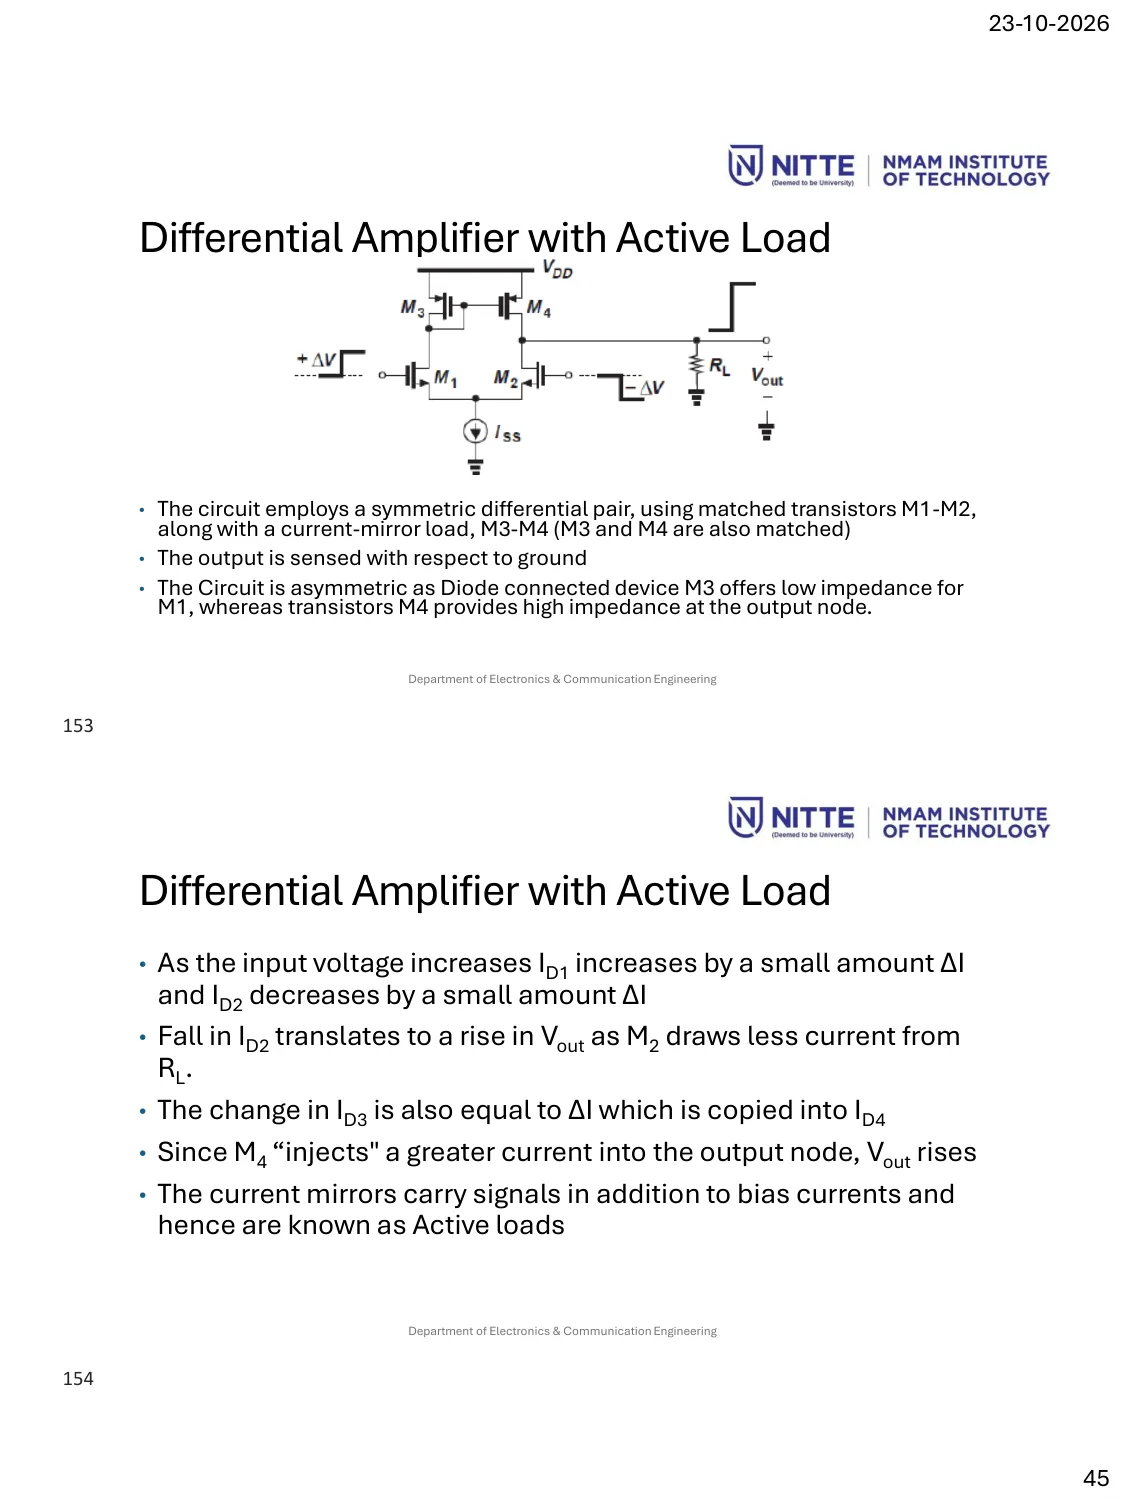 23-10-2026
NITTE
(Deemed to be University)
NMAM INSTITUTE
OF TECHNOLOGY
Differential Amplifier with Active Load
VDD
M3
M4
+ ΔV
M1
M2
− ΔV
RL
+
Vout
−
ISS
• The circuit employs a symmetric differential pair, using matched transistors M1-M2,
along with a current-mirror load, M3-M4 (M3 and M4 are also matched)
• The output is sensed with respect to ground
• The Circuit is asymmetric as Diode connected device M3 offers low impedance for
M1, whereas transistors M4 provides high impedance at the output node.
Department of Electronics & Communication Engineering
153
NITTE
(Deemed to be University)
NMAM INSTITUTE
OF TECHNOLOGY
Differential Amplifier with Active Load
• As the input voltage increases ID1 increases by a small amount ΔI
and ID2 decreases by a small amount ΔI
• Fall in ID2 translates to a rise in Vout as M2 draws less current from
RL.
• The change in ID3 is also equal to ΔI which is copied into ID4
• Since M4 “injects" a greater current into the output node, Vout rises
• The current mirrors carry signals in addition to bias currents and
hence are known as Active loads
Department of Electronics & Communication Engineering
154
45